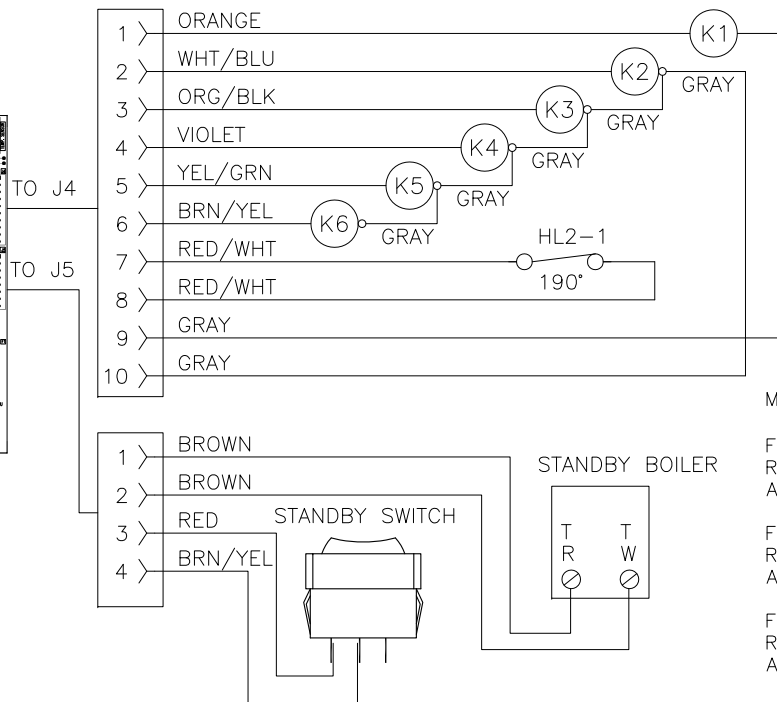 1 ORANGE K1
2 WHT/BLU K2 GRAY
3 ORG/BLK K3 GRAY
4 VIOLET K4 GRAY
5 YEL/GRN K5 GRAY
6 BRN/YEL K6 GRAY
7 RED/WHT HL2-1
190°
8 RED/WHT
9 GRAY
10 GRAY
TO J4
TO J5
1 BROWN
2 BROWN
3 RED
4 BRN/YEL
STANDBY SWITCH
STANDBY BOILER
T T
R W
M
F
R
A
F
R
A
F
R
A